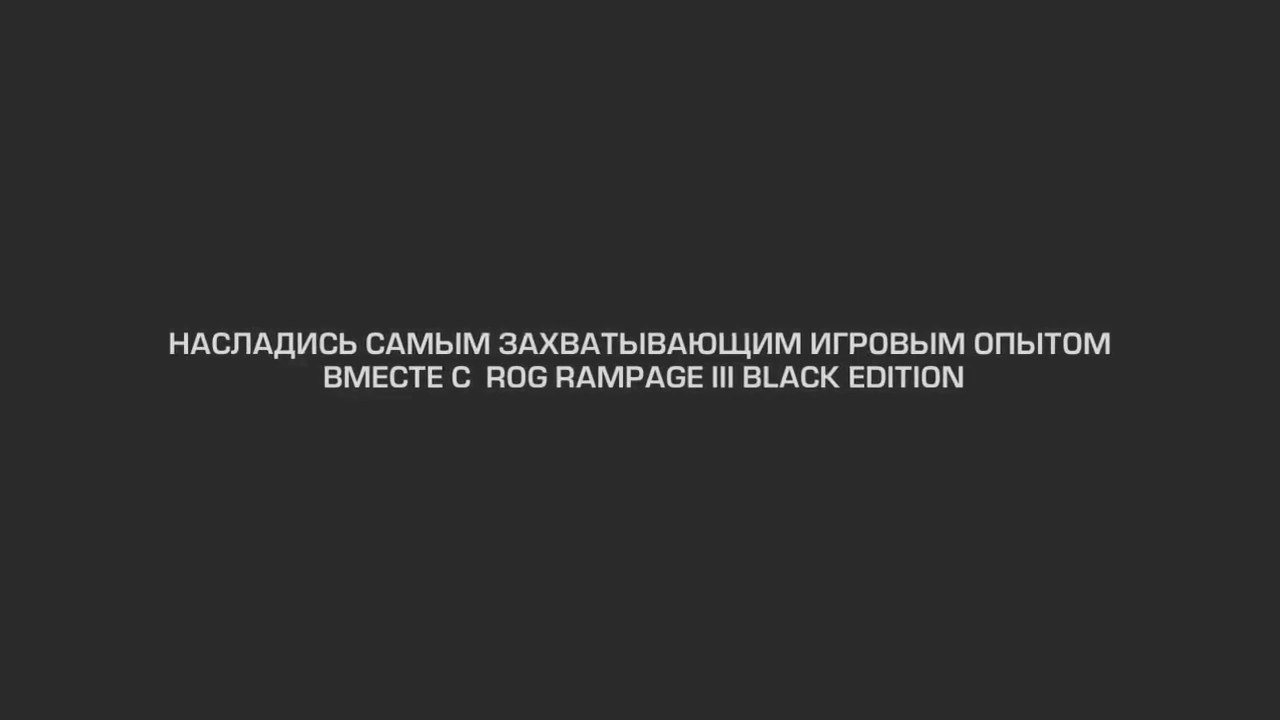 НАСЛАДИСЬ САМЫМ ЗАХВАТЫВАЮЩИМ ИГРОВЫМ ОПЫТОМ
ВМЕСТЕ С  ROG RAMPAGE III BLACK EDITION